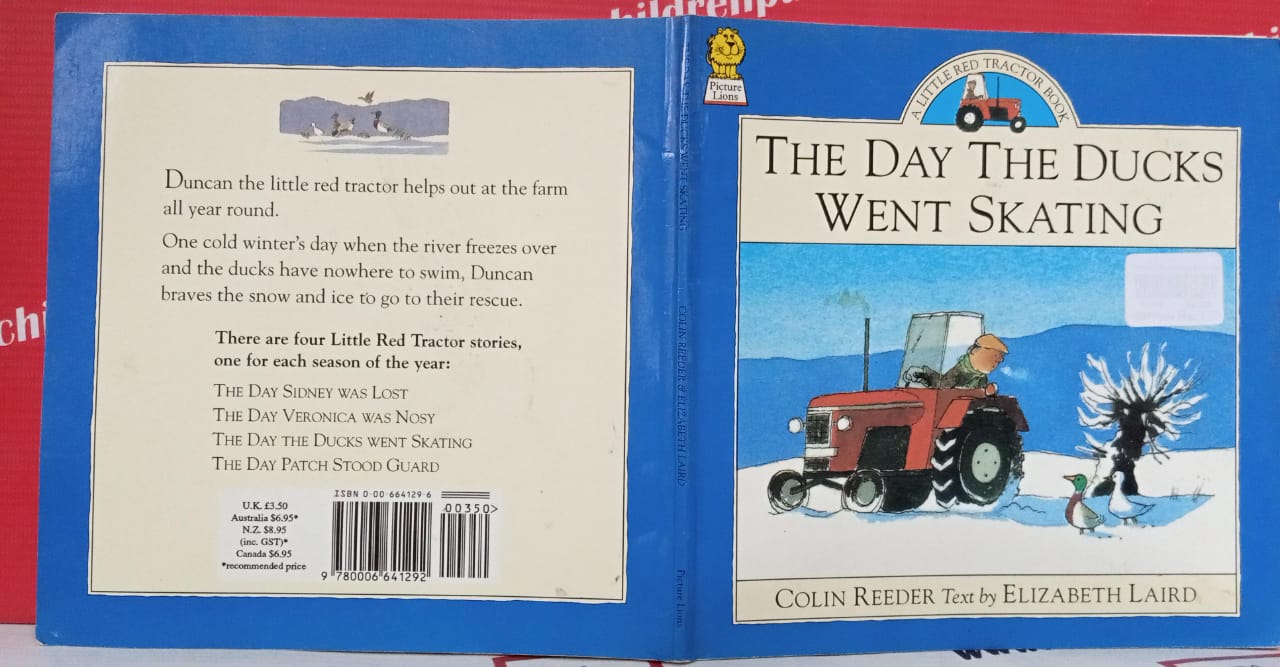 Duncan the little red tractor helps out at the farm
all year round.
One cold winter's day when the river freezes over
and the ducks have nowhere to swim, Duncan
braves the snow and ice to go to their rescue.
There are four Little Red Tractor stories,
one for each season of the year:
THE DAY SIDNEY WAS LOST
THE DAY VERONICA WAS NOSY
THE DAY THE DUCKS WENT SKATING
THE DAY PATCH STOOD GUARD
U.K. £3.50
Australia $6.95*
N.Z. $8.95
(inc. GST)*
Canada $6.95
*recommended price
ISBN 0-00-664129-6
00350>
9 780006 641292
THE DAY THE DUCKS WENT SKATING
COLIN REEDER & ELIZABETH LAIRD
Picture Lions
Picture
Lions
A LITTLE RED TRACTOR BOOK
THE DAY THE DUCKS
WENT SKATING
COLIN REEDER Text by ELIZABETH LAIRD